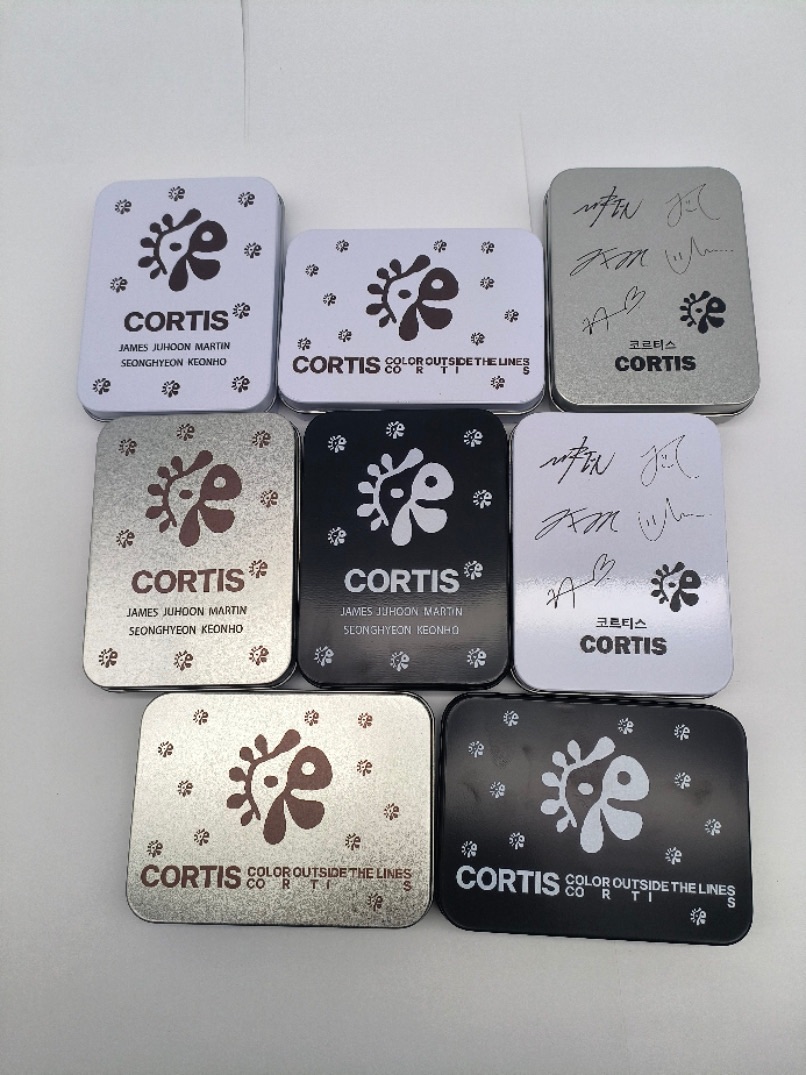 CORTIS
JAMES JUHOON MARTIN
SEONGHYEON KEONHO
CORTIS COLOR OUTSIDE THE LINES
CO R T I S
코르티스
CORTIS
CORTIS
JAMES JUHOON MARTIN
SEONGHYEON KEONHO
CORTIS
JAMES JUHOON MARTIN
SEONGHYEON KEONHO
코르티스
CORTIS
CORTIS COLOR OUTSIDE THE LINES
CO R T I S
CORTIS COLOR OUTSIDE THE LINES
CO R T I S